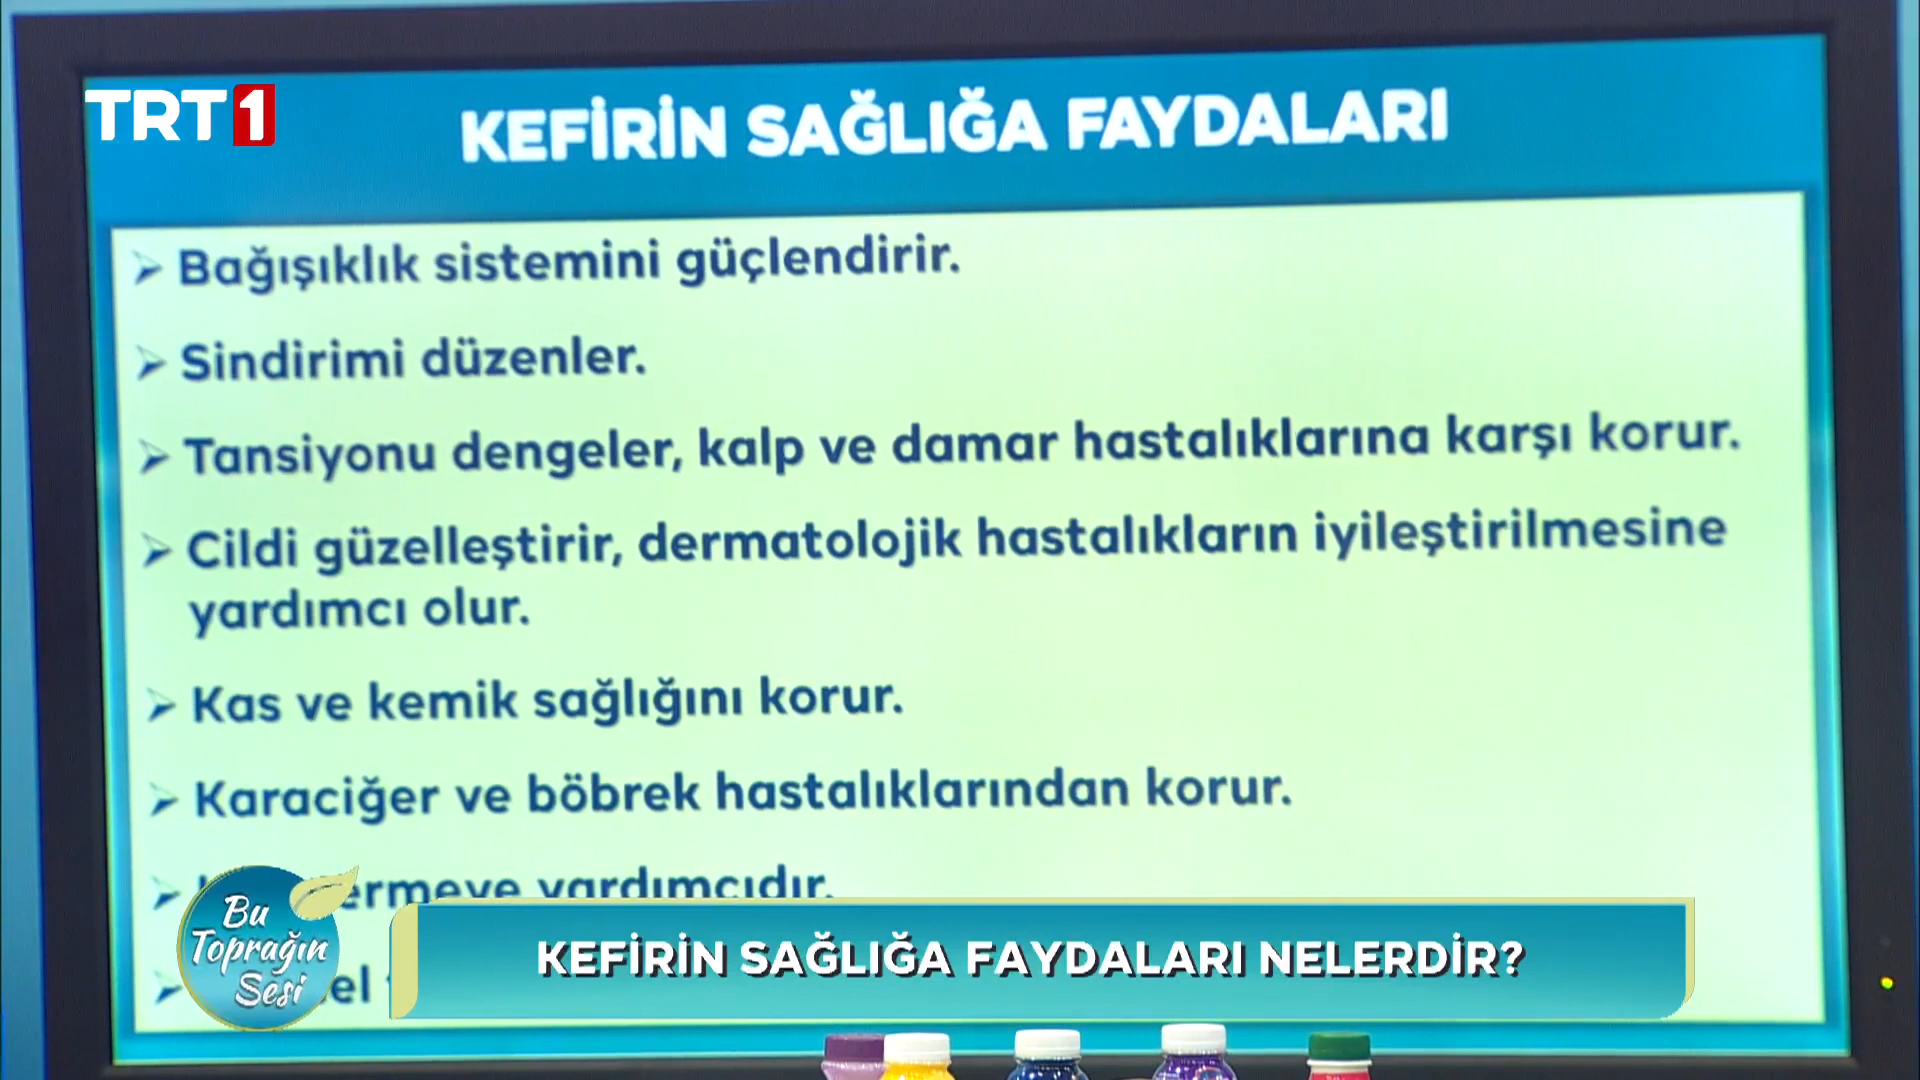 TRT 1
KEFİRİN SAĞLIĞA FAYDALARI
Bağışıklık sistemini güçlendirir.
Sindirimi düzenler.
Tansiyonu dengeler, kalp ve damar hastalıklarına karşı korur.
Cildi güzelleştirir, dermatolojik hastalıkların iyileştirilmesine
yardımcı olur.
Kas ve kemik sağlığını korur.
Karaciğer ve böbrek hastalıklarından korur.
yardımcıdır.
Bu
Toprağın
Sesi
KEFİRİN SAĞLIĞA FAYDALARI NELERDİR?